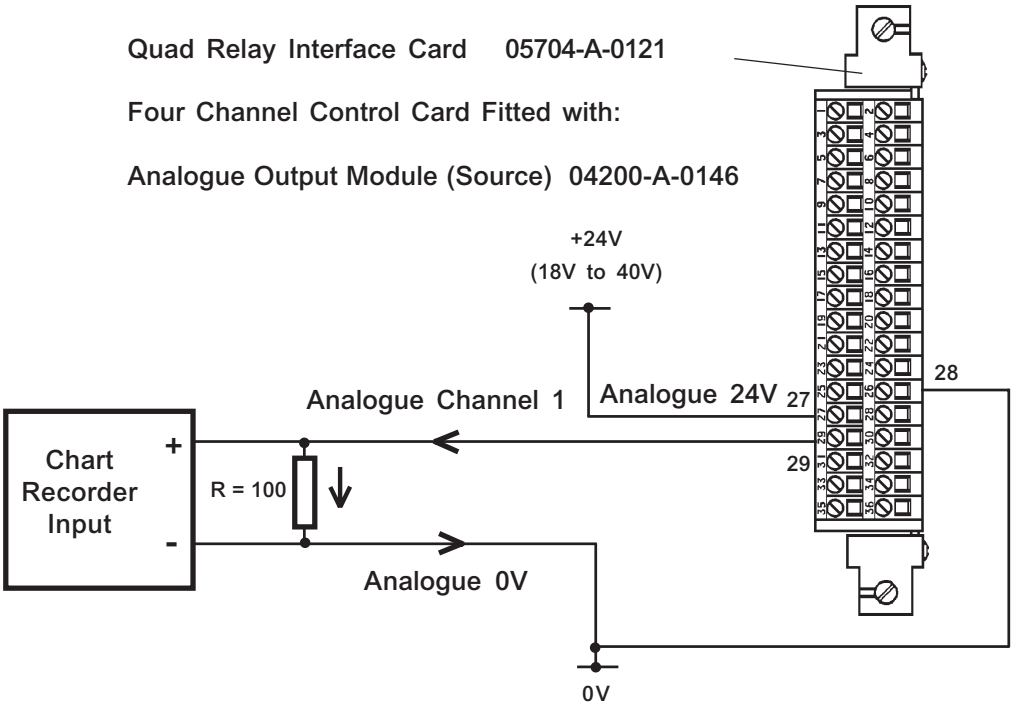 Quad Relay Interface Card 05704-A-0121
Four Channel Control Card Fitted with:
Analogue Output Module (Source) 04200-A-0146
+24V
(18V to 40V)
Analogue Channel 1
Analogue 24V
27
28
29
Chart
Recorder
Input
+
-
R = 100
Analogue 0V
0V
1 2
3 4
5 6
7 8
9 10
11 12
13 14
15 16
17 18
19 20
21 22
23 24
25 26
27 28
29 30
31 32
33 34
35 36